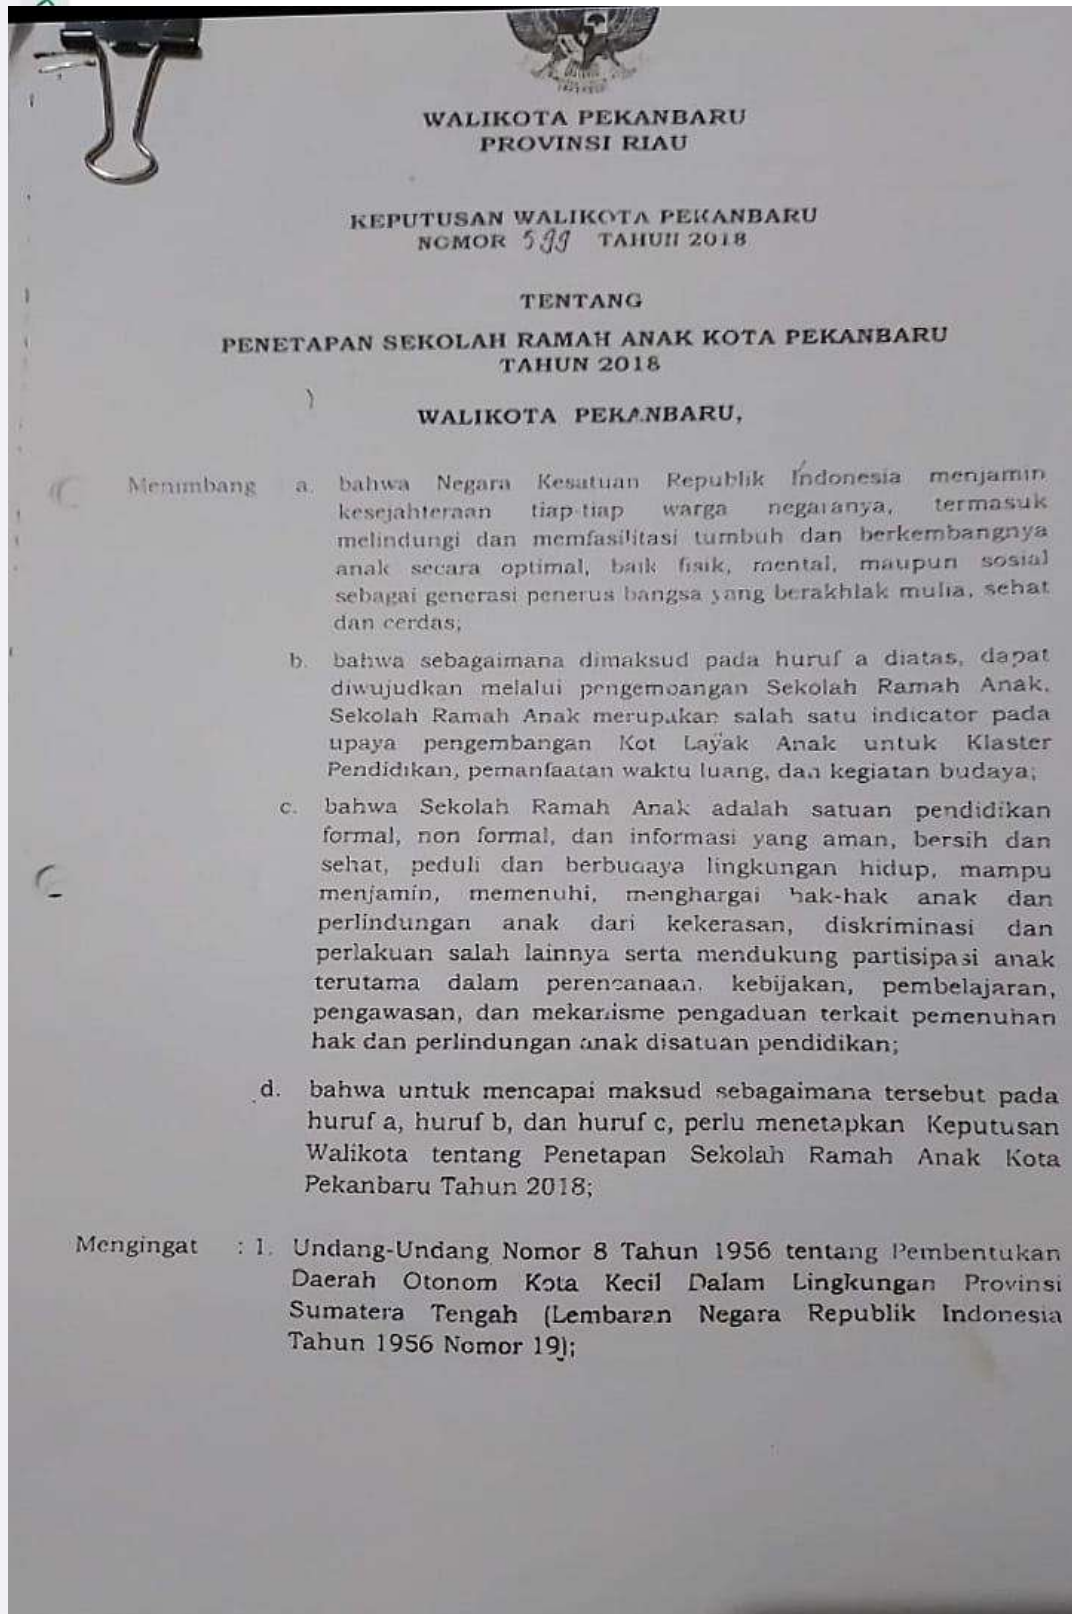 WALIKOTA PEKANBARU
PROVINSI RIAU
KEPUTUSAN WALIKOTA PEKANBARU
NOMOR 599 TAHUN 2018
TENTANG
PENETAPAN SEKOLAH RAMAH ANAK KOTA PEKANBARU
TAHUN 2018
WALIKOTA PEKANBARU,
Menimbang a. bahwa Negara Kesatuan Republik Indonesia menjamin
kesejahteraan tiap-tiap warga negaranya, termasuk
melindungi dan memfasilitasi tumbuh dan berkembangnya
anak secara optimal, baik fisik, mental, maupun sosial
sebagai generasi penerus bangsa yang berakhlak mulia, sehat
dan cerdas;
b. bahwa sebagaimana dimaksud pada huruf a diatas, dapat
diwujudkan melalui pengembangan Sekolah Ramah Anak.
Sekolah Ramah Anak merupakan salah satu indicator pada
upaya pengembangan Kot Layak Anak untuk Klaster
Pendidikan, pemanfaatan waktu luang, dan kegiatan budaya;
c. bahwa Sekolah Ramah Anak adalah satuan pendidikan
formal, non formal, dan informasi yang aman, bersih dan
sehat, peduli dan berbudaya lingkungan hidup, mampu
menjamin, memenuhi, menghargai hak-hak anak dan
perlindungan anak dari kekerasan, diskriminasi dan
perlakuan salah lainnya serta mendukung partisipasi anak
terutama dalam perencanaan, kebijakan, pembelajaran,
pengawasan, dan mekanisme pengaduan terkait pemenuhan
hak dan perlindungan anak disatuan pendidikan;
d. bahwa untuk mencapai maksud sebagaimana tersebut pada
huruf a, huruf b, dan huruf c, perlu menetapkan Keputusan
Walikota tentang Penetapan Sekolah Ramah Anak Kota
Pekanbaru Tahun 2018;
Mengingat : 1. Undang-Undang Nomor 8 Tahun 1956 tentang Pembentukan
Daerah Otonom Kota Kecil Dalam Lingkungan Provinsi
Sumatera Tengah (Lembaran Negara Republik Indonesia
Tahun 1956 Nomor 19);